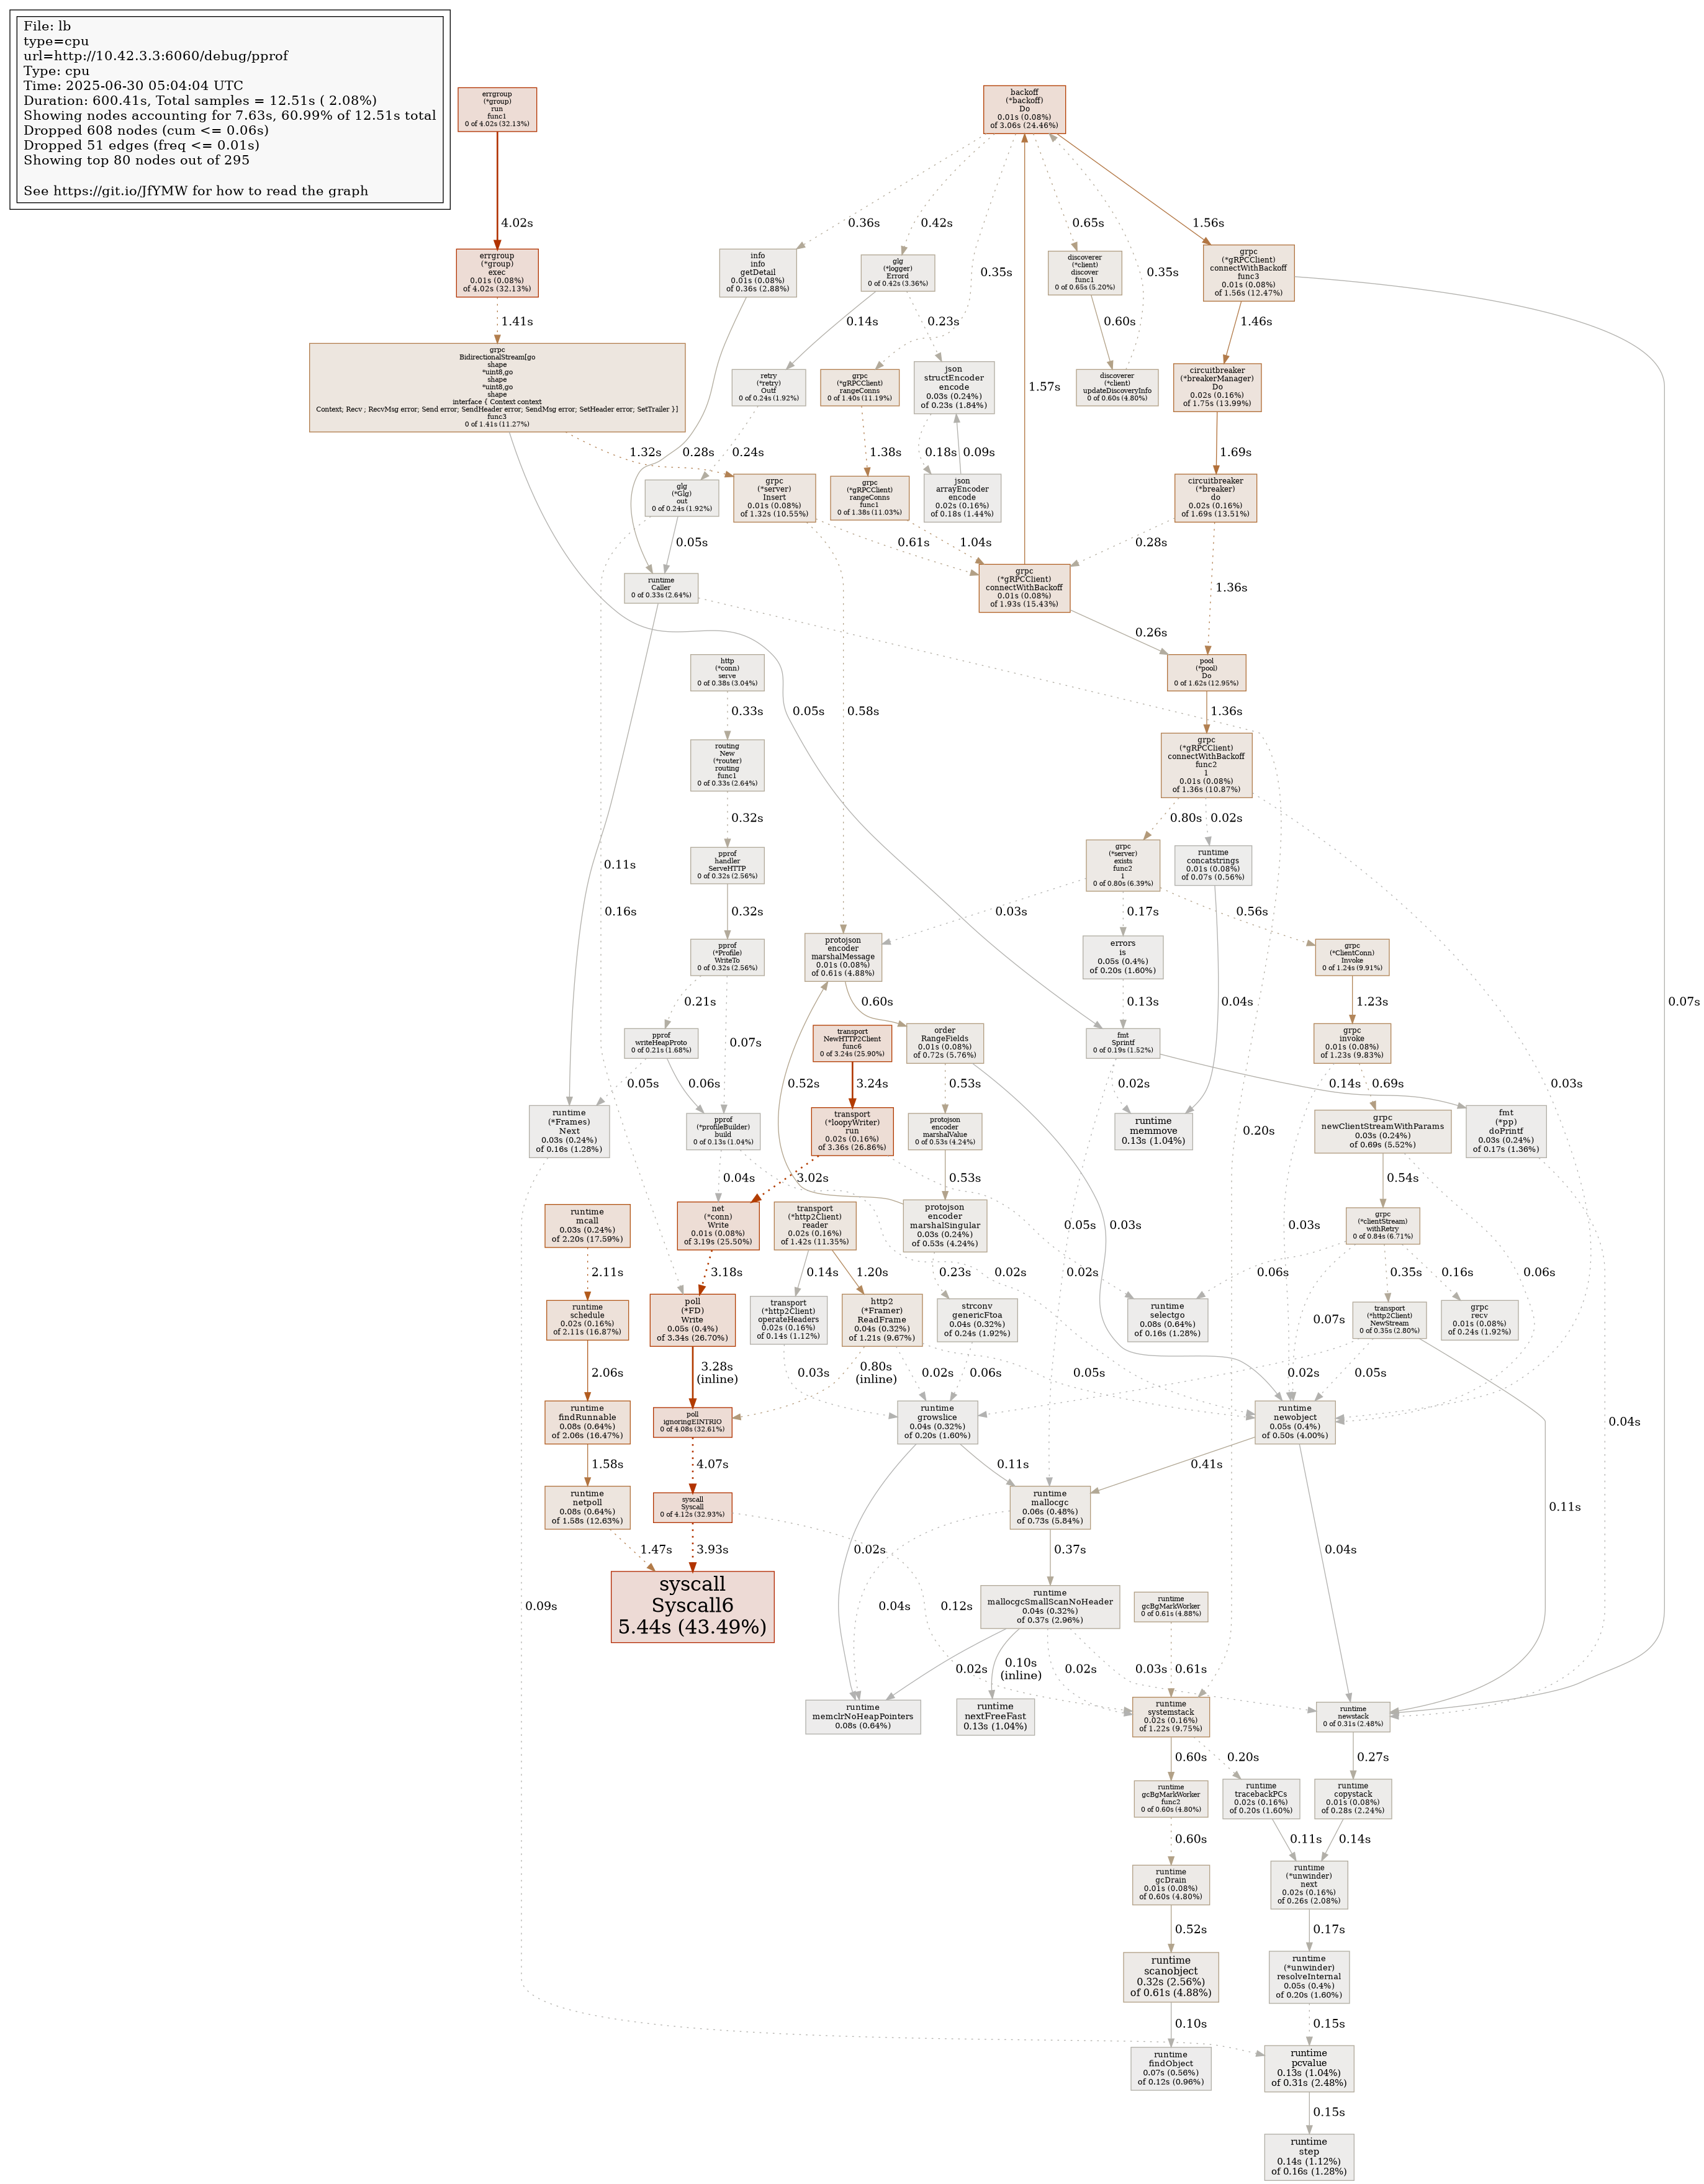 File: lb
type=cpu
url=http://10.42.3.3:6060/debug/pprof
Type: cpu
Time: 2025-06-30 05:04:04 UTC
Duration: 600.41s, Total samples = 12.51s ( 2.08%)
Showing nodes accounting for 7.63s, 60.99% of 12.51s total
Dropped 608 nodes (cum <= 0.06s)
Dropped 51 edges (freq <= 0.01s)
Showing top 80 nodes out of 295
See https://git.io/JfYMW for how to read the graph
errgroup
(*group)
run
func1
0 of 4.02s (32.13%)
backoff
(*backoff)
Do
0.01s (0.08%)
of 3.06s (24.46%)
4.02s
0.36s
0.42s
0.35s
0.65s
0.35s
1.56s
errgroup
(*group)
exec
0.01s (0.08%)
of 4.02s (32.13%)
info
info
getDetail
0.01s (0.08%)
of 0.36s (2.88%)
glg
(*logger)
Errord
0 of 0.42s (3.36%)
discoverer
(*client)
discover
func1
0 of 0.65s (5.20%)
grpc
(*gRPCClient)
connectWithBackoff
func3
0.01s (0.08%)
of 1.56s (12.47%)
1.41s
0.14s
0.23s
0.60s
1.46s
grpc
BidirectionalStream[go
shape
*uint8,go
shape
*uint8,go
shape
interface { Context context
Context; Recv ; RecvMsg error; Send error; SendHeader error; SendMsg error; SetHeader error; SetTrailer }]
func3
0 of 1.41s (11.27%)
retry
(*retry)
Outf
0 of 0.24s (1.92%)
grpc
(*gRPCClient)
rangeConns
0 of 1.40s (11.19%)
json
structEncoder
encode
0.03s (0.24%)
of 0.23s (1.84%)
1.57s
discoverer
(*client)
updateDiscoveryInfo
0 of 0.60s (4.80%)
circuitbreaker
(*breakerManager)
Do
0.02s (0.16%)
of 1.75s (13.99%)
1.32s
0.28s
0.24s
1.38s
0.18s
0.09s
1.69s
glg
(*Glg)
out
0 of 0.24s (1.92%)
grpc
(*server)
Insert
0.01s (0.08%)
of 1.32s (10.55%)
grpc
(*gRPCClient)
rangeConns
func1
0 of 1.38s (11.03%)
json
arrayEncoder
encode
0.02s (0.16%)
of 0.18s (1.44%)
circuitbreaker
(*breaker)
do
0.02s (0.16%)
of 1.69s (13.51%)
0.05s
0.61s
1.04s
0.28s
1.36s
runtime
Caller
0 of 0.33s (2.64%)
grpc
(*gRPCClient)
connectWithBackoff
0.01s (0.08%)
of 1.93s (15.43%)
0.26s
http
(*conn)
serve
0 of 0.38s (3.04%)
pool
(*pool)
Do
0 of 1.62s (12.95%)
0.33s
0.05s
0.58s
1.36s
routing
New
(*router)
routing
func1
0 of 0.33s (2.64%)
grpc
(*gRPCClient)
connectWithBackoff
func2
1
0.01s (0.08%)
of 1.36s (10.87%)
0.32s
0.80s
0.02s
0.11s
pprof
handler
ServeHTTP
0 of 0.32s (2.56%)
grpc
(*server)
exists
func2
1
0 of 0.80s (6.39%)
runtime
concatstrings
0.01s (0.08%)
of 0.07s (0.56%)
0.16s
0.32s
0.03s
0.17s
0.56s
pprof
(*Profile)
WriteTo
0 of 0.32s (2.56%)
protojson
encoder
marshalMessage
0.01s (0.08%)
of 0.61s (4.88%)
errors
is
0.05s (0.4%)
of 0.20s (1.60%)
grpc
(*ClientConn)
Invoke
0 of 1.24s (9.91%)
0.21s
0.60s
0.13s
0.04s
1.23s
0.07s
pprof
writeHeapProto
0 of 0.21s (1.68%)
0.07s
transport
NewHTTP2Client
func6
0 of 3.24s (25.90%)
order
RangeFields
0.01s (0.08%)
of 0.72s (5.76%)
fmt
Sprintf
0 of 0.19s (1.52%)
grpc
invoke
0.01s (0.08%)
of 1.23s (9.83%)
0.05s
0.06s
0.52s
3.24s
0.53s
0.02s
0.14s
0.69s
0.03s
runtime
(*Frames)
Next
0.03s (0.24%)
of 0.16s (1.28%)
pprof
(*profileBuilder)
build
0 of 0.13s (1.04%)
transport
(*loopyWriter)
run
0.02s (0.16%)
of 3.36s (26.86%)
protojson
encoder
marshalValue
0 of 0.53s (4.24%)
runtime
memmove
0.13s (1.04%)
0.20s
grpc
newClientStreamWithParams
0.03s (0.24%)
of 0.69s (5.52%)
fmt
(*pp)
doPrintf
0.03s (0.24%)
of 0.17s (1.36%)
0.04s
3.02s
0.53s
0.54s
runtime
mcall
0.03s (0.24%)
of 2.20s (17.59%)
net
(*conn)
Write
0.01s (0.08%)
of 3.19s (25.50%)
transport
(*http2Client)
reader
0.02s (0.16%)
of 1.42s (11.35%)
protojson
encoder
marshalSingular
0.03s (0.24%)
of 0.53s (4.24%)
0.05s
0.03s
0.03s
grpc
(*clientStream)
withRetry
0 of 0.84s (6.71%)
2.11s
3.18s
0.14s
1.20s
0.23s
0.02s
0.02s
0.06s
0.35s
0.16s
0.06s
runtime
schedule
0.02s (0.16%)
of 2.11s (16.87%)
poll
(*FD)
Write
0.05s (0.4%)
of 3.34s (26.70%)
transport
(*http2Client)
operateHeaders
0.02s (0.16%)
of 0.14s (1.12%)
http2
(*Framer)
ReadFrame
0.04s (0.32%)
of 1.21s (9.67%)
strconv
genericFtoa
0.04s (0.32%)
of 0.24s (1.92%)
runtime
selectgo
0.08s (0.64%)
of 0.16s (1.28%)
0.07s
transport
(*http2Client)
NewStream
0 of 0.35s (2.80%)
grpc
recv
0.01s (0.08%)
of 0.24s (1.92%)
2.06s
3.28s
(inline)
0.03s
0.80s
(inline)
0.02s
0.06s
0.05s
0.02s
0.05s
runtime
findRunnable
0.08s (0.64%)
of 2.06s (16.47%)
poll
ignoringEINTRIO
0 of 4.08s (32.61%)
runtime
growslice
0.04s (0.32%)
of 0.20s (1.60%)
runtime
newobject
0.05s (0.4%)
of 0.50s (4.00%)
0.04s
1.58s
4.07s
0.11s
0.41s
runtime
netpoll
0.08s (0.64%)
of 1.58s (12.63%)
syscall
Syscall
0 of 4.12s (32.93%)
runtime
mallocgc
0.06s (0.48%)
of 0.73s (5.84%)
0.11s
1.47s
3.93s
0.02s
0.37s
0.04s
0.09s
syscall
Syscall6
5.44s (43.49%)
0.04s
0.12s
runtime
mallocgcSmallScanNoHeader
0.04s (0.32%)
of 0.37s (2.96%)
runtime
gcBgMarkWorker
0 of 0.61s (4.88%)
0.02s
0.10s
(inline)
0.02s
0.03s
0.61s
runtime
memclrNoHeapPointers
0.08s (0.64%)
runtime
nextFreeFast
0.13s (1.04%)
runtime
systemstack
0.02s (0.16%)
of 1.22s (9.75%)
runtime
newstack
0 of 0.31s (2.48%)
0.60s
0.20s
0.27s
runtime
gcBgMarkWorker
func2
0 of 0.60s (4.80%)
runtime
tracebackPCs
0.02s (0.16%)
of 0.20s (1.60%)
runtime
copystack
0.01s (0.08%)
of 0.28s (2.24%)
0.60s
0.11s
0.14s
runtime
gcDrain
0.01s (0.08%)
of 0.60s (4.80%)
runtime
(*unwinder)
next
0.02s (0.16%)
of 0.26s (2.08%)
0.52s
0.17s
runtime
scanobject
0.32s (2.56%)
of 0.61s (4.88%)
runtime
(*unwinder)
resolveInternal
0.05s (0.4%)
of 0.20s (1.60%)
0.10s
0.15s
runtime
findObject
0.07s (0.56%)
of 0.12s (0.96%)
runtime
pcvalue
0.13s (1.04%)
of 0.31s (2.48%)
0.15s
runtime
step
0.14s (1.12%)
of 0.16s (1.28%)